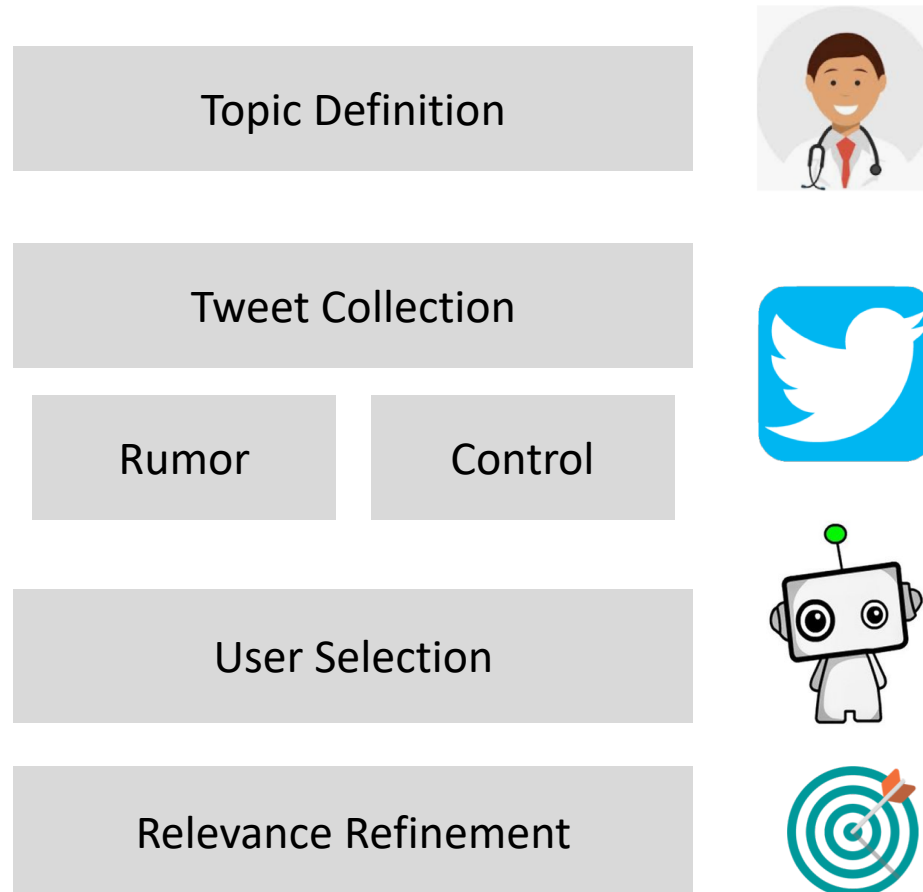 Topic Definition
Tweet Collection
Rumor
Control
User Selection
Relevance Refinement